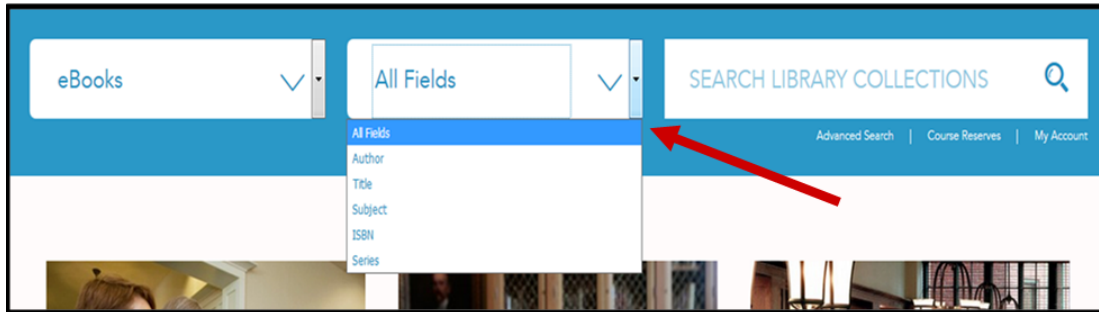 eBooks
All Fields
SEARCH LIBRARY COLLECTIONS
Advanced Search | Course Reserves | My Account
All Fields
Author
Title
Subject
ISBN
Series